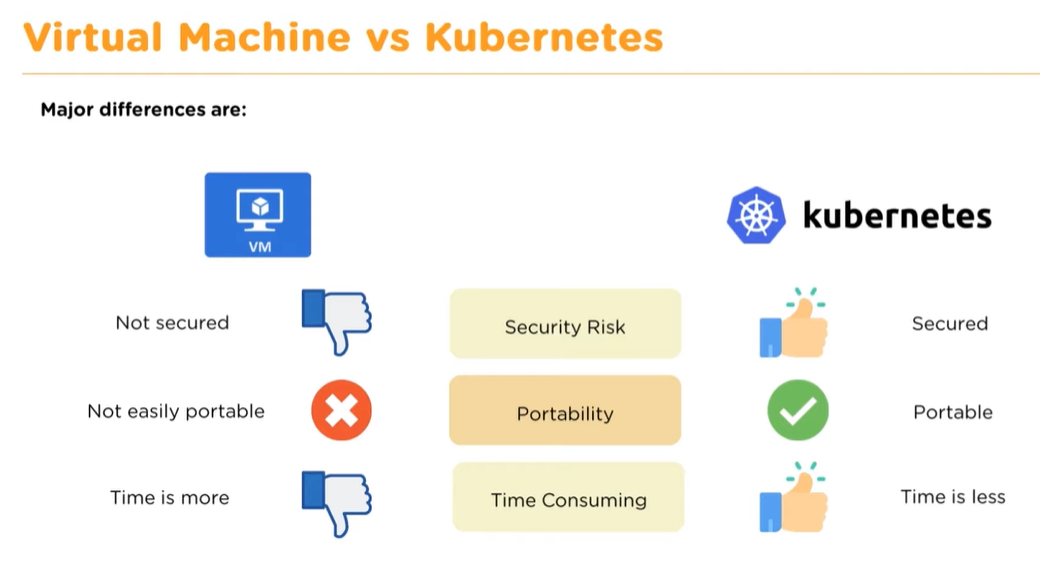 Virtual Machine vs Kubernetes
Major differences are:
VM
kubernetes
Not secured
Security Risk
Secured
Not easily portable
Portability
Portable
Time is more
Time Consuming
Time is less